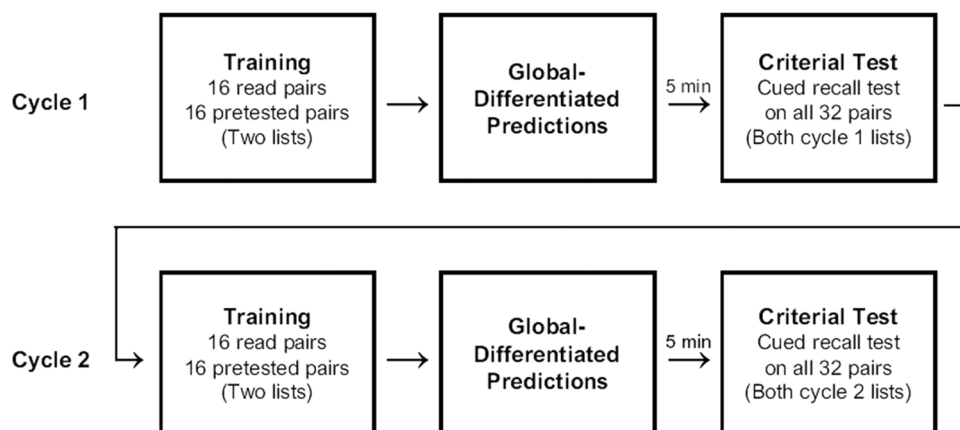 Cycle 1
Training
16 read pairs
16 pretested pairs
(Two lists)
Global-
Differentiated
Predictions
5 min
Criterial Test
Cued recall test
on all 32 pairs
(Both cycle 1 lists)
Cycle 2
Training
16 read pairs
16 pretested pairs
(Two lists)
Global-
Differentiated
Predictions
5 min
Criterial Test
Cued recall test
on all 32 pairs
(Both cycle 2 lists)